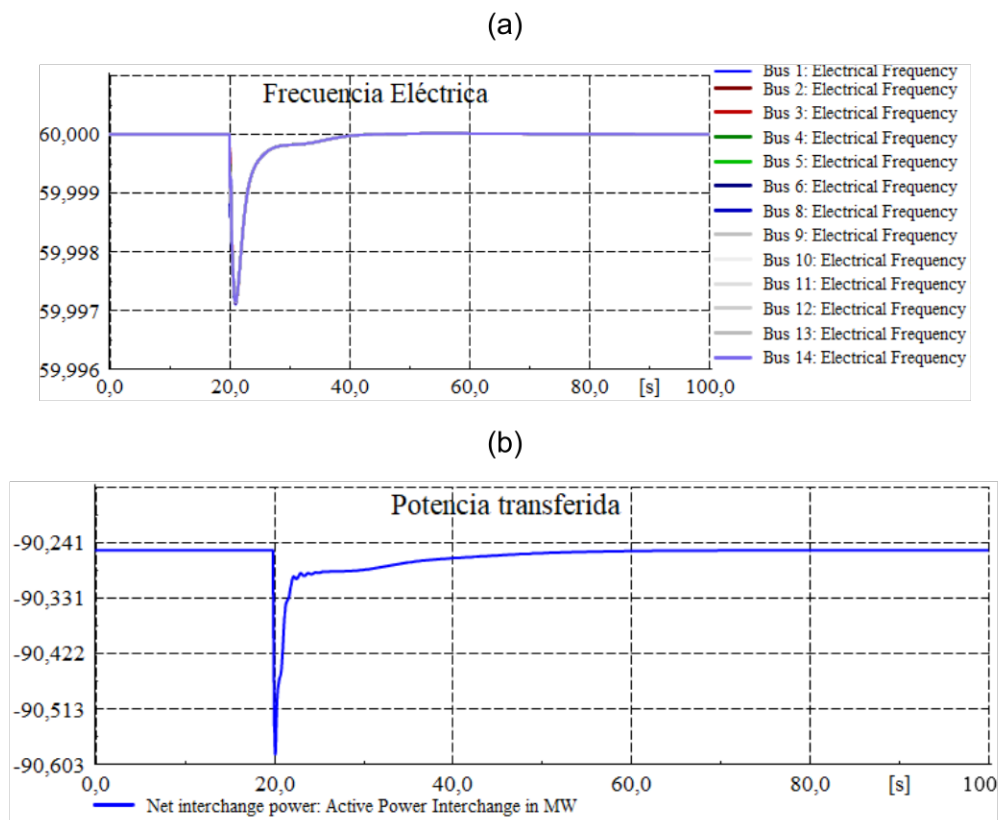 (a)
Frecuencia Eléctrica
60,000
59,999
59,998
59,997
59,996
0,0 20,0 40,0 60,0 80,0 [s] 100,0
Bus 1: Electrical Frequency
Bus 2: Electrical Frequency
Bus 3: Electrical Frequency
Bus 4: Electrical Frequency
Bus 5: Electrical Frequency
Bus 6: Electrical Frequency
Bus 8: Electrical Frequency
Bus 9: Electrical Frequency
Bus 10: Electrical Frequency
Bus 11: Electrical Frequency
Bus 12: Electrical Frequency
Bus 13: Electrical Frequency
Bus 14: Electrical Frequency
(b)
Potencia transferida
-90,241
-90,331
-90,422
-90,513
-90,603
0,0 20,0 40,0 60,0 80,0 [s] 100
Net interchange power: Active Power Interchange in MW